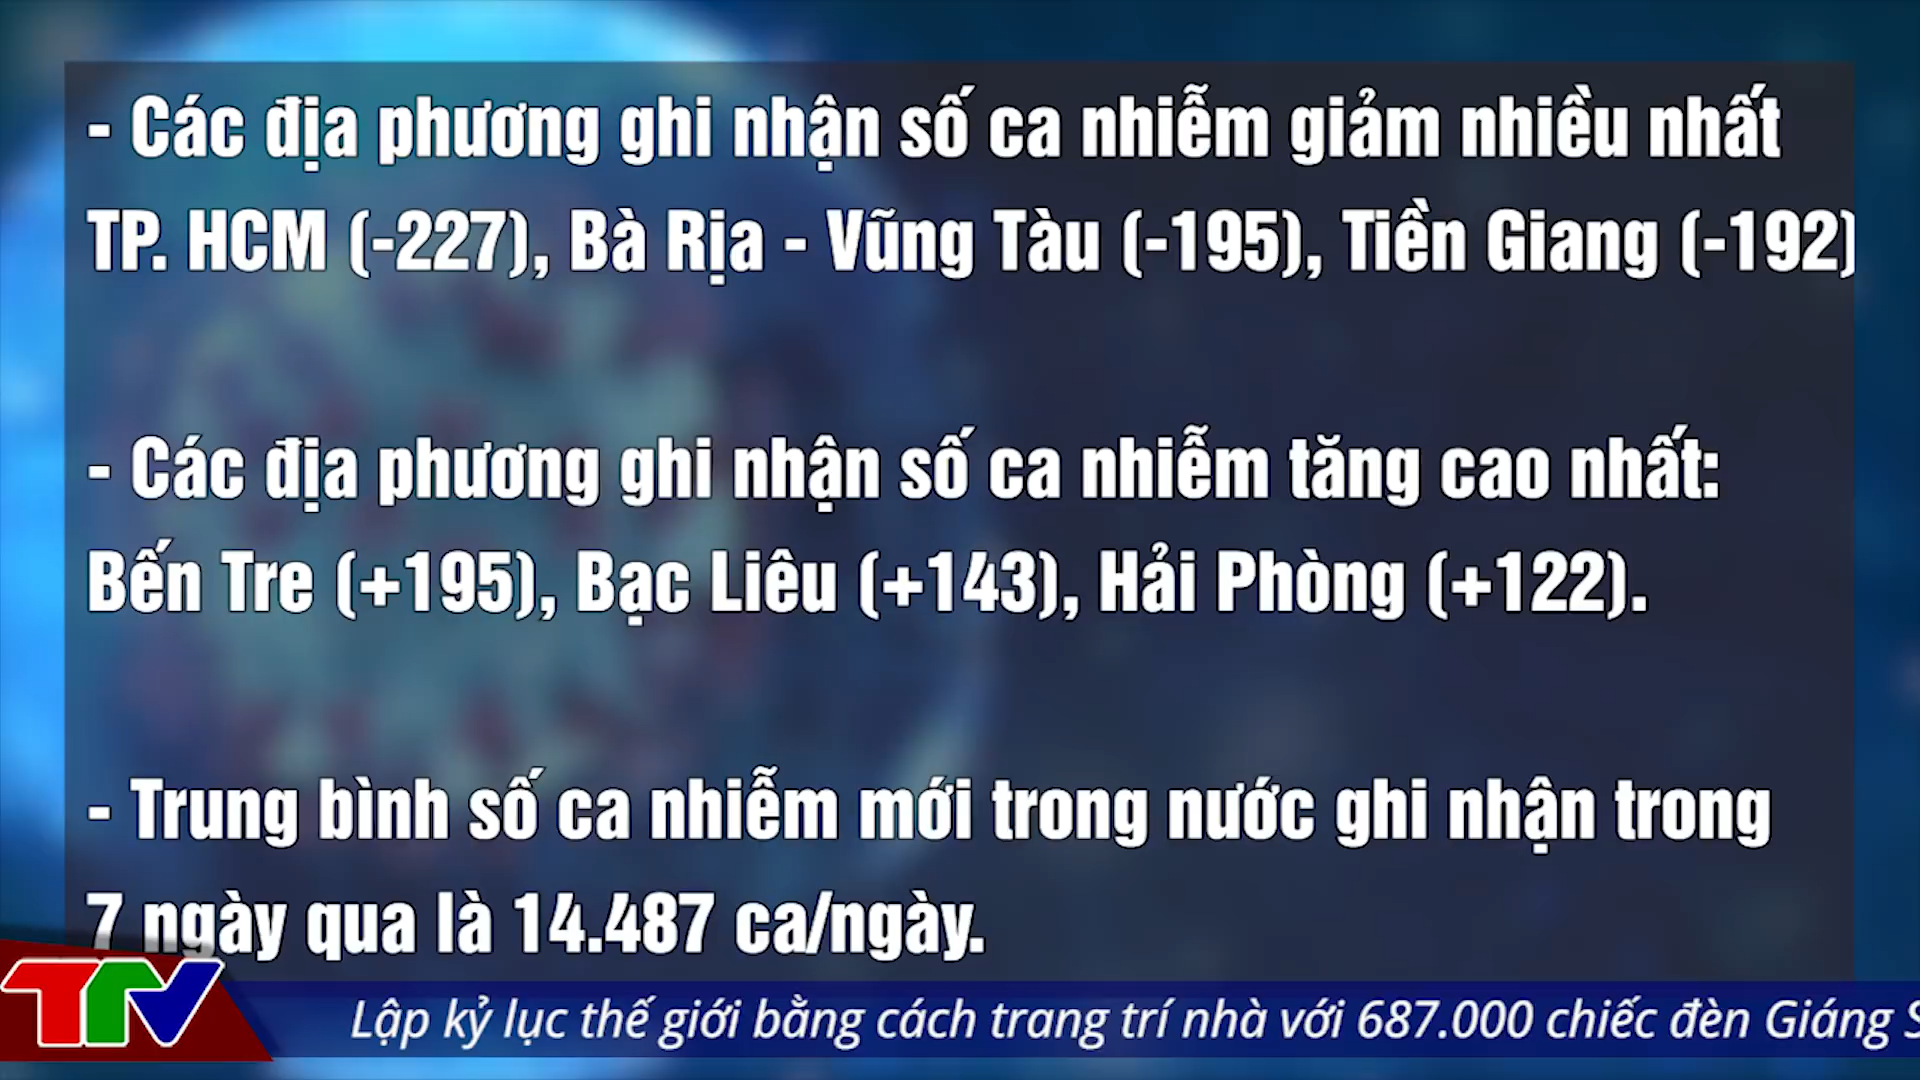 - Các địa phương ghi nhận số ca nhiễm giảm nhiều nhất
TP. HCM (-227), Bà Rịa - Vũng Tàu (-195), Tiền Giang (-192)
- Các địa phương ghi nhận số ca nhiễm tăng cao nhất:
Bến Tre (+195), Bạc Liêu (+143), Hải Phòng (+122).
- Trung bình số ca nhiễm mới trong nước ghi nhận trong
7 ngày qua là 14.487 ca/ngày.
TTV
Lập kỷ lục thế giới bằng cách trang trí nhà với 687.000 chiếc đèn Giáng S